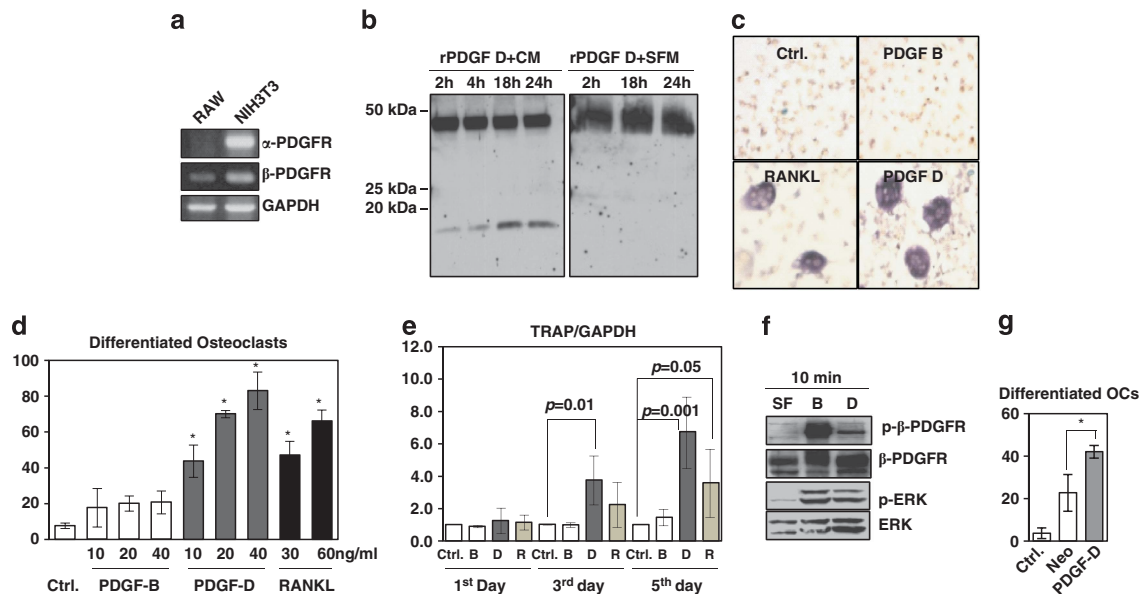 a
RAW
NIH3T3
α-PDGFR
β-PDGFR
GAPDH
b
rPDGF D+CM
rPDGF D+SFM
2h 4h 18h 24h
2h 18h 24h
50 kDa
25 kDa
20 kDa
c
Ctrl.
PDGF B
RANKL
PDGF D
d
Differentiated Osteoclasts
100
80
60
40
20
0
* * * * *
10 20 40 10 20 40 30 60ng/ml
Ctrl. PDGF-B PDGF-D RANKL
e
TRAP/GAPDH
12.0
10.0
8.0
6.0
4.0
2.0
0.0
p=0.01
p=0.05
p=0.001
Ctrl. B D R Ctrl. B D R Ctrl. B D R
1st Day 3rd day 5th day
f
10 min
SF B D
p-β-PDGFR
β-PDGFR
p-ERK
ERK
g
Differentiated OCs
60
40
20
0
*
Ctrl.
Neo
PDGF-D